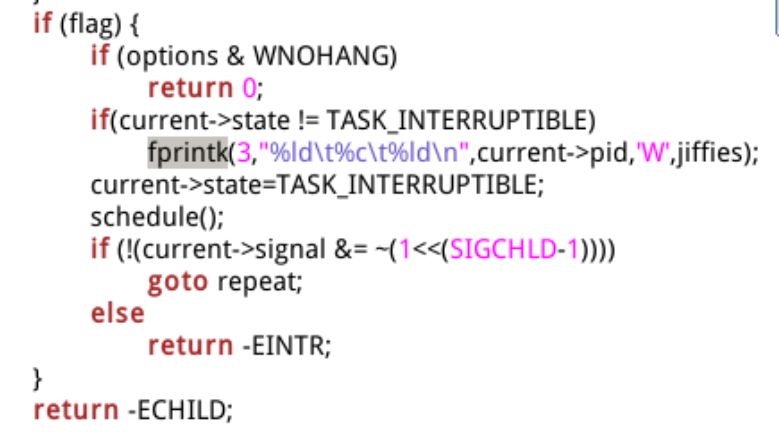 if (flag) {
if (options & WNOHANG)
return 0;
if(current->state != TASK_INTERRUPTIBLE)
fprintk(3,"%ld\t%c\t%ld\n",current->pid,'W',jiffies);
current->state=TASK_INTERRUPTIBLE;
schedule();
if (!(current->signal &= ~(1<<(SIGCHLD-1))))
goto repeat;
else
return -EINTR;
}
return -ECHILD;